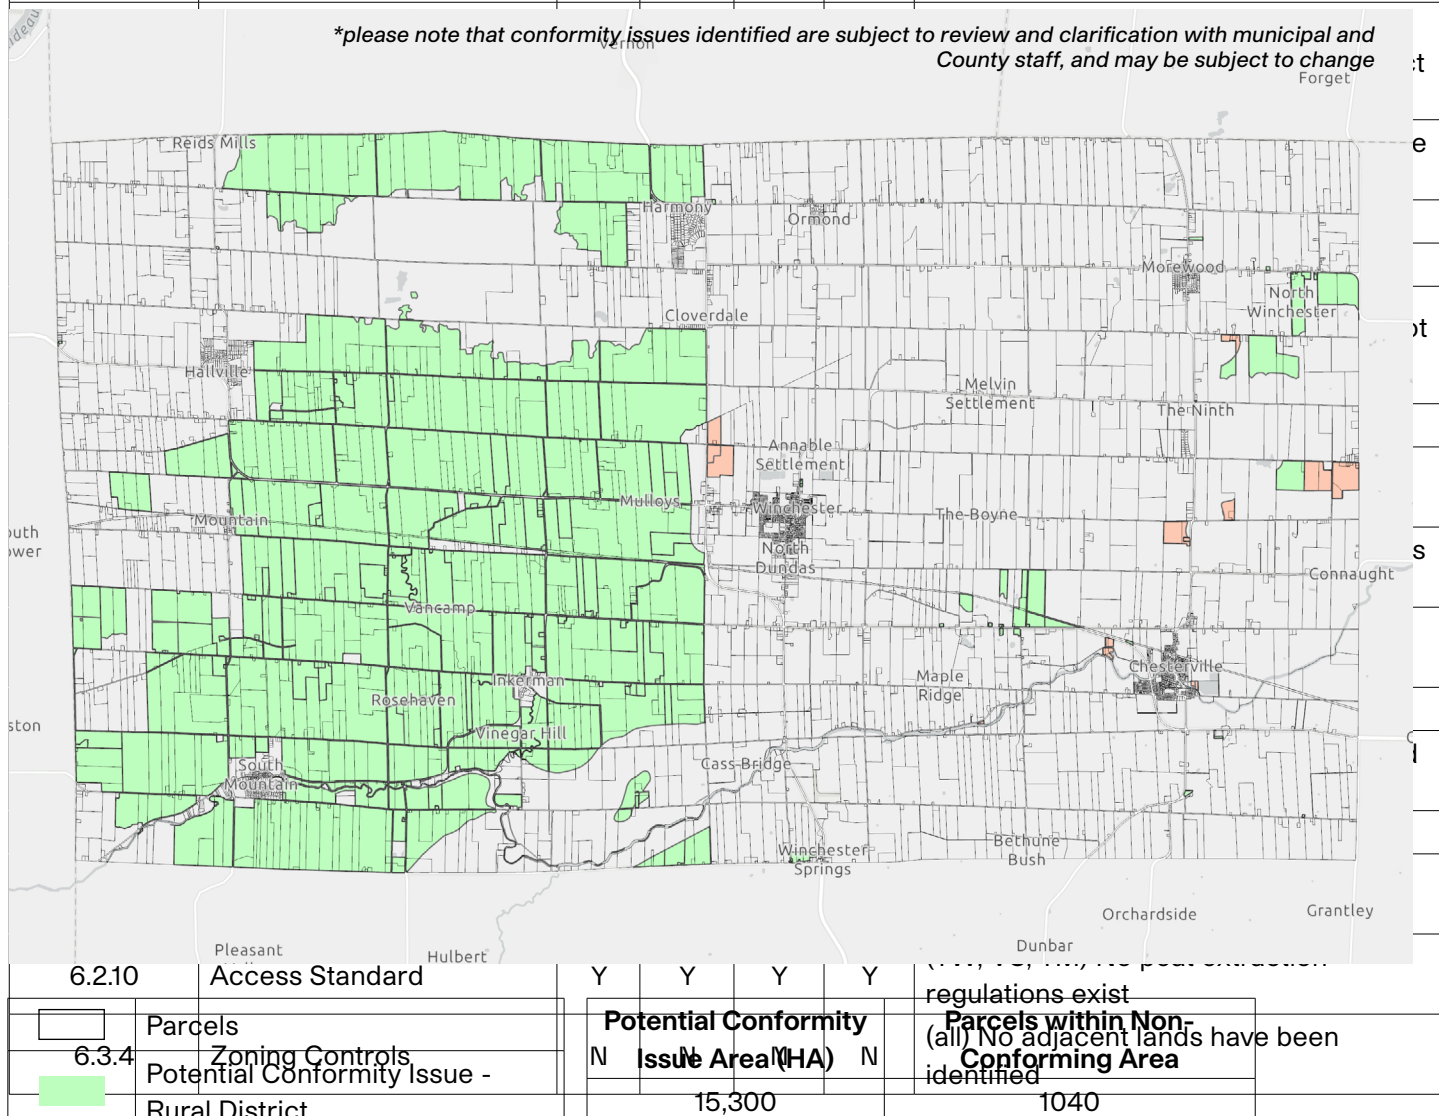 *please note that conformity issues identified are subject to review and clarification with municipal and
County staff, and may be subject to change
Vernon
Forget
Reids Mills
Harmony
Ormond
Morewood
North
Winchester
Cloverdale
Hallville
Melvin
Settlement
The Ninth
Annable
Settlement
Mulloys
Winchester
The Boyne
Mountain
North
Dundas
Connaught
Vancamp
Chesterville
Maple
Ridge
Inkerman
Rosehaven
Vinegar Hill
Cass Bridge
South
Mountain
Bethune
Bush
Winchester
Springs
Orchardside
Grantley
Dunbar
Pleasant
Hulbert
6.2.10 Access Standard Y Y Y Y
regulations exist
(all) No adjacent lands have been
identified
6.3.4 Zoning Controls N N N N
Parcels
Potential Conformity Issue -
Rural District
Potential Conformity
Issue Area (HA)
Parcels within Non-
Conforming Area
15,300 1040